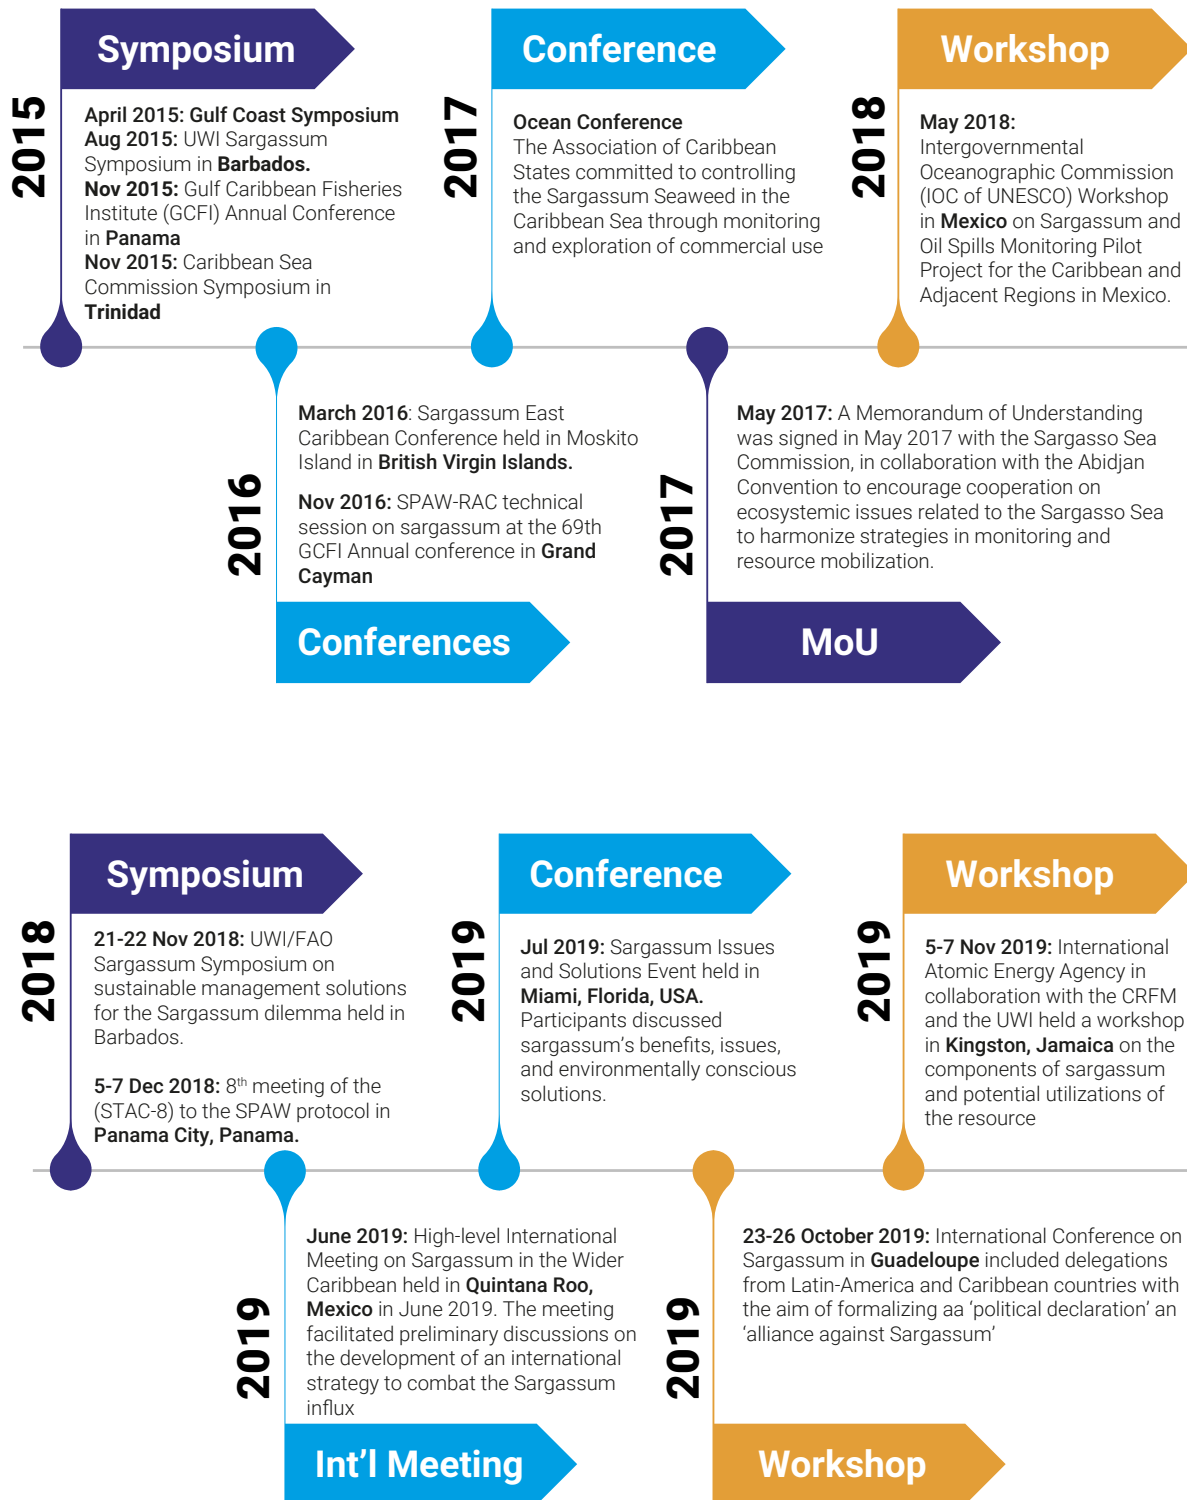 Symposium
2015
April 2015: Gulf Coast Symposium
Aug 2015: UWI Sargassum
Symposium in Barbados.
Nov 2015: Gulf Caribbean Fisheries
Institute (GCFI) Annual Conference
in Panama
Nov 2015: Caribbean Sea
Commission Symposium in
Trinidad
Conference
2017
Ocean Conference
The Association of Caribbean
States committed to controlling
the Sargassum Seaweed in the
Caribbean Sea through monitoring
and exploration of commercial use
Workshop
2018
May 2018:
Intergovernmental
Oceanographic Commission
(IOC of UNESCO) Workshop
in Mexico on Sargassum and
Oil Spills Monitoring Pilot
Project for the Caribbean and
Adjacent Regions in Mexico.
2016
March 2016: Sargassum East
Caribbean Conference held in Moskito
Island in British Virgin Islands.
Nov 2016: SPAW-RAC technical
session on sargassum at the 69th
GCFI Annual conference in Grand
Cayman
Conferences
2017
May 2017: A Memorandum of Understanding
was signed in May 2017 with the Sargasso Sea
Commission, in collaboration with the Abidjan
Convention to encourage cooperation on
ecosystemic issues related to the Sargasso Sea
to harmonize strategies in monitoring and
resource mobilization.
MoU
Symposium
2018
21-22 Nov 2018: UWI/FAO
Sargassum Symposium on
sustainable management solutions
for the Sargassum dilemma held in
Barbados.
5-7 Dec 2018: 8th meeting of the
(STAC-8) to the SPAW protocol in
Panama City, Panama.
Conference
2019
Jul 2019: Sargassum Issues
and Solutions Event held in
Miami, Florida, USA.
Participants discussed
sargassum's benefits, issues,
and environmentally conscious
solutions.
Workshop
2019
5-7 Nov 2019: International
Atomic Energy Agency in
collaboration with the CRFM
and the UWI held a workshop
in Kingston, Jamaica on the
components of sargassum
and potential utilizations of
the resource
2019
June 2019: High-level International
Meeting on Sargassum in the Wider
Caribbean held in Quintana Roo,
Mexico in June 2019. The meeting
facilitated preliminary discussions on
the development of an international
strategy to combat the Sargassum
influx
Int'l Meeting
2019
23-26 October 2019: International Conference on
Sargassum in Guadeloupe included delegations
from Latin-America and Caribbean countries with
the aim of formalizing aa ‘political declaration’ an
‘alliance against Sargassum’
Workshop